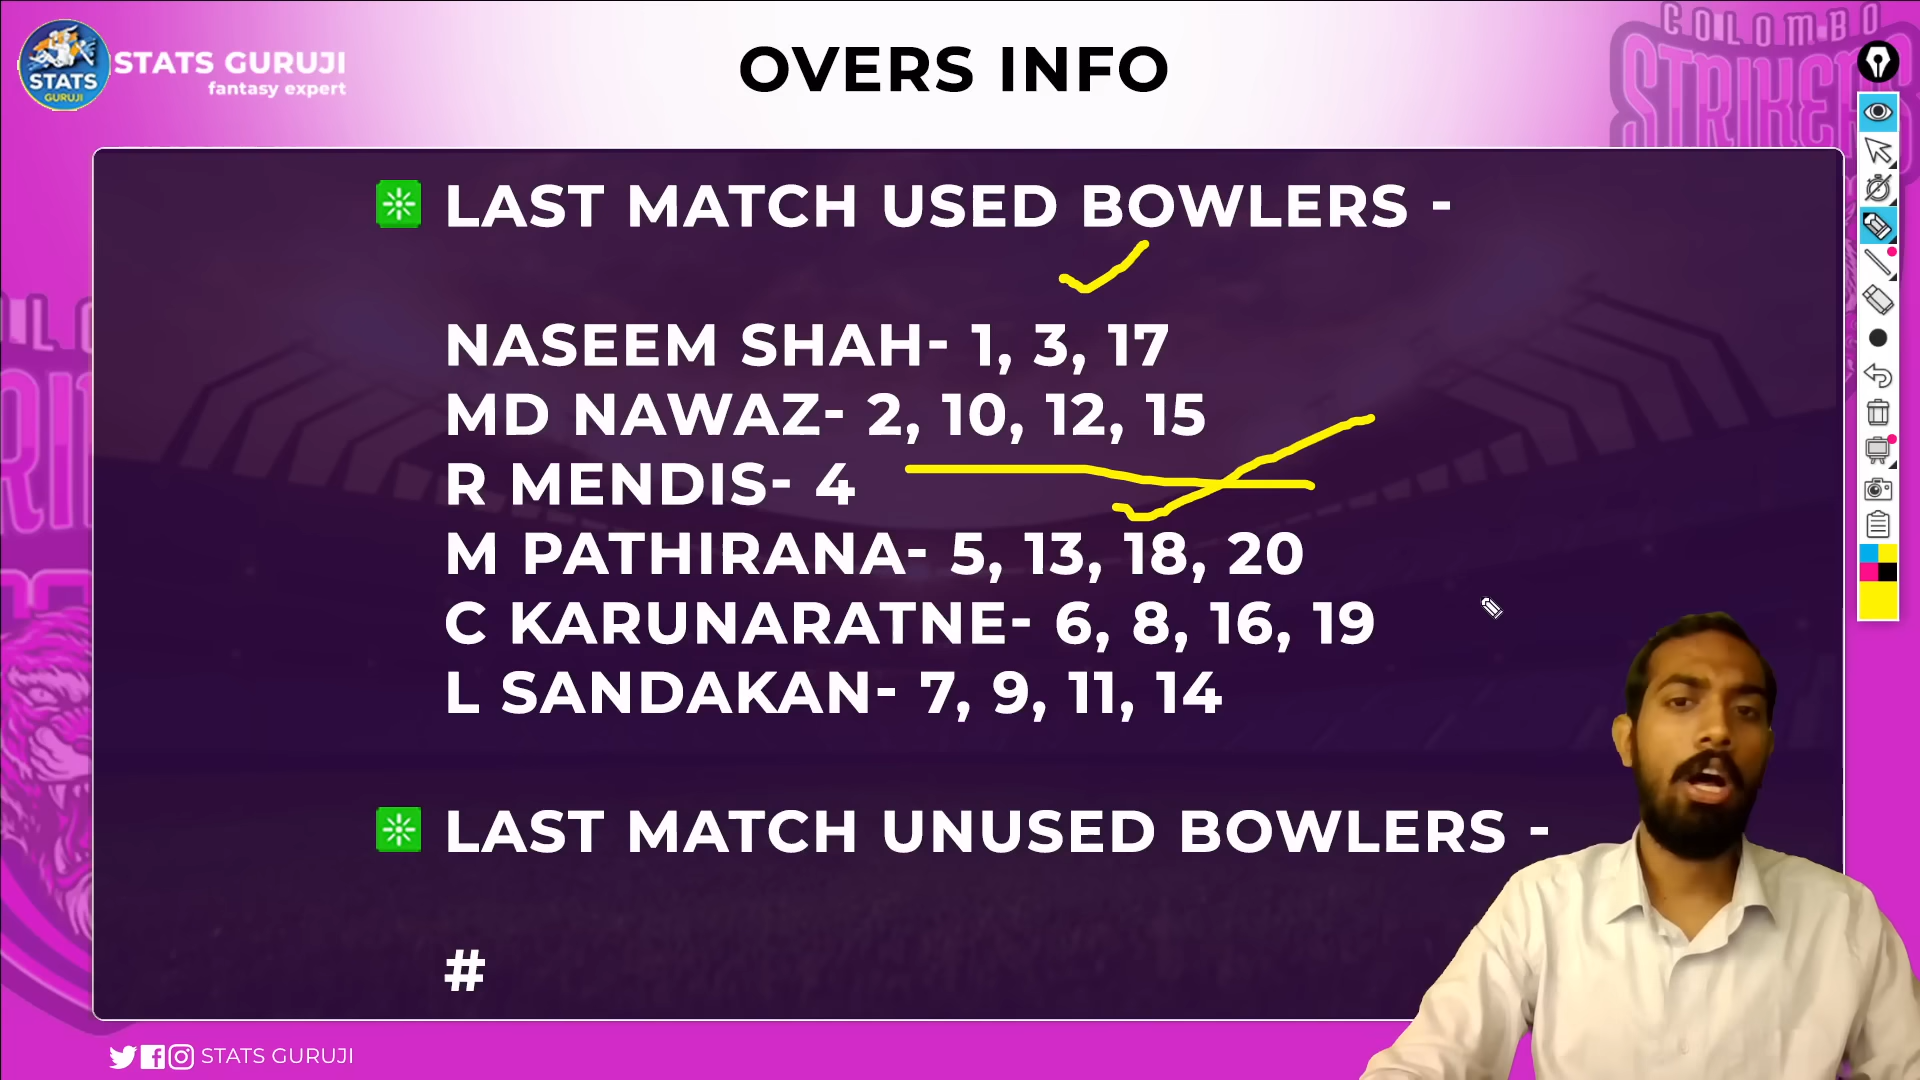 STATS GURUJI
fantasy expert
STATS
GURUJI
OVERS INFO
COLOMBO
STRIKERS
LAST MATCH USED BOWLERS -
NASEEM SHAH- 1, 3, 17
MD NAWAZ- 2, 10, 12, 15
R MENDIS- 4
M PATHIRANA- 5, 13, 18, 20
C KARUNARATNE- 6, 8, 16, 19
L SANDAKAN- 7, 9, 11, 14
LAST MATCH UNUSED BOWLERS -
#
STATS GURUJI